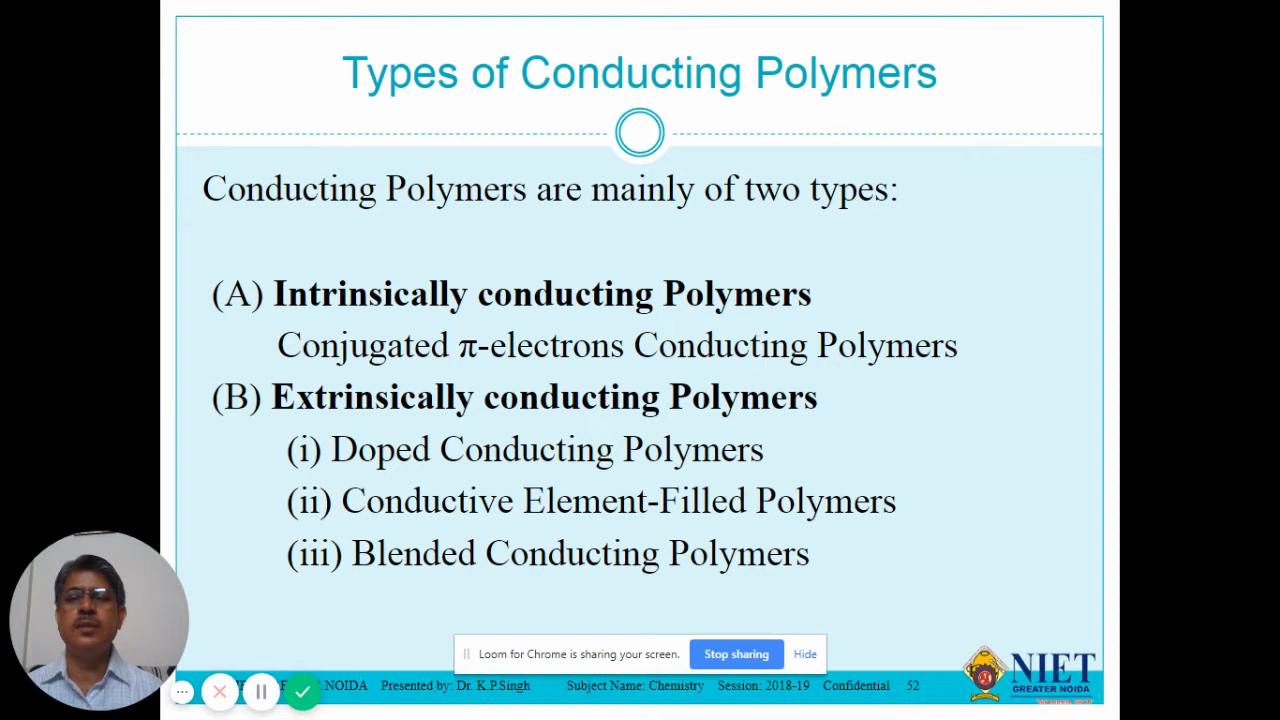 Types of Conducting Polymers
Conducting Polymers are mainly of two types:
(A) Intrinsically conducting Polymers
Conjugated π-electrons Conducting Polymers
(B) Extrinsically conducting Polymers
(i) Doped Conducting Polymers
(ii) Conductive Element-Filled Polymers
(iii) Blended Conducting Polymers
Loom for Chrome is sharing your screen. Stop sharing Hide
NOIDA Presented by: Dr. K.P.Singh Subject Name: Chemistry Session: 2018-19 Confidential 52
NIET
GREATER NOIDA